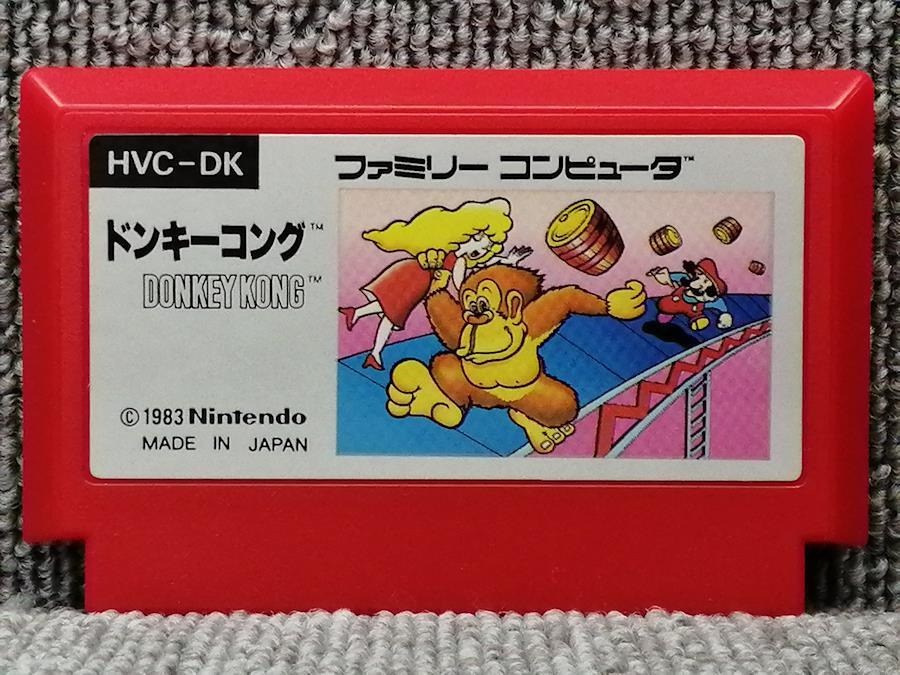 HVC-DK
ファミリー コンピュータ™
ドンキーコング™
DONKEY KONG™
©1983 Nintendo
MADE IN JAPAN